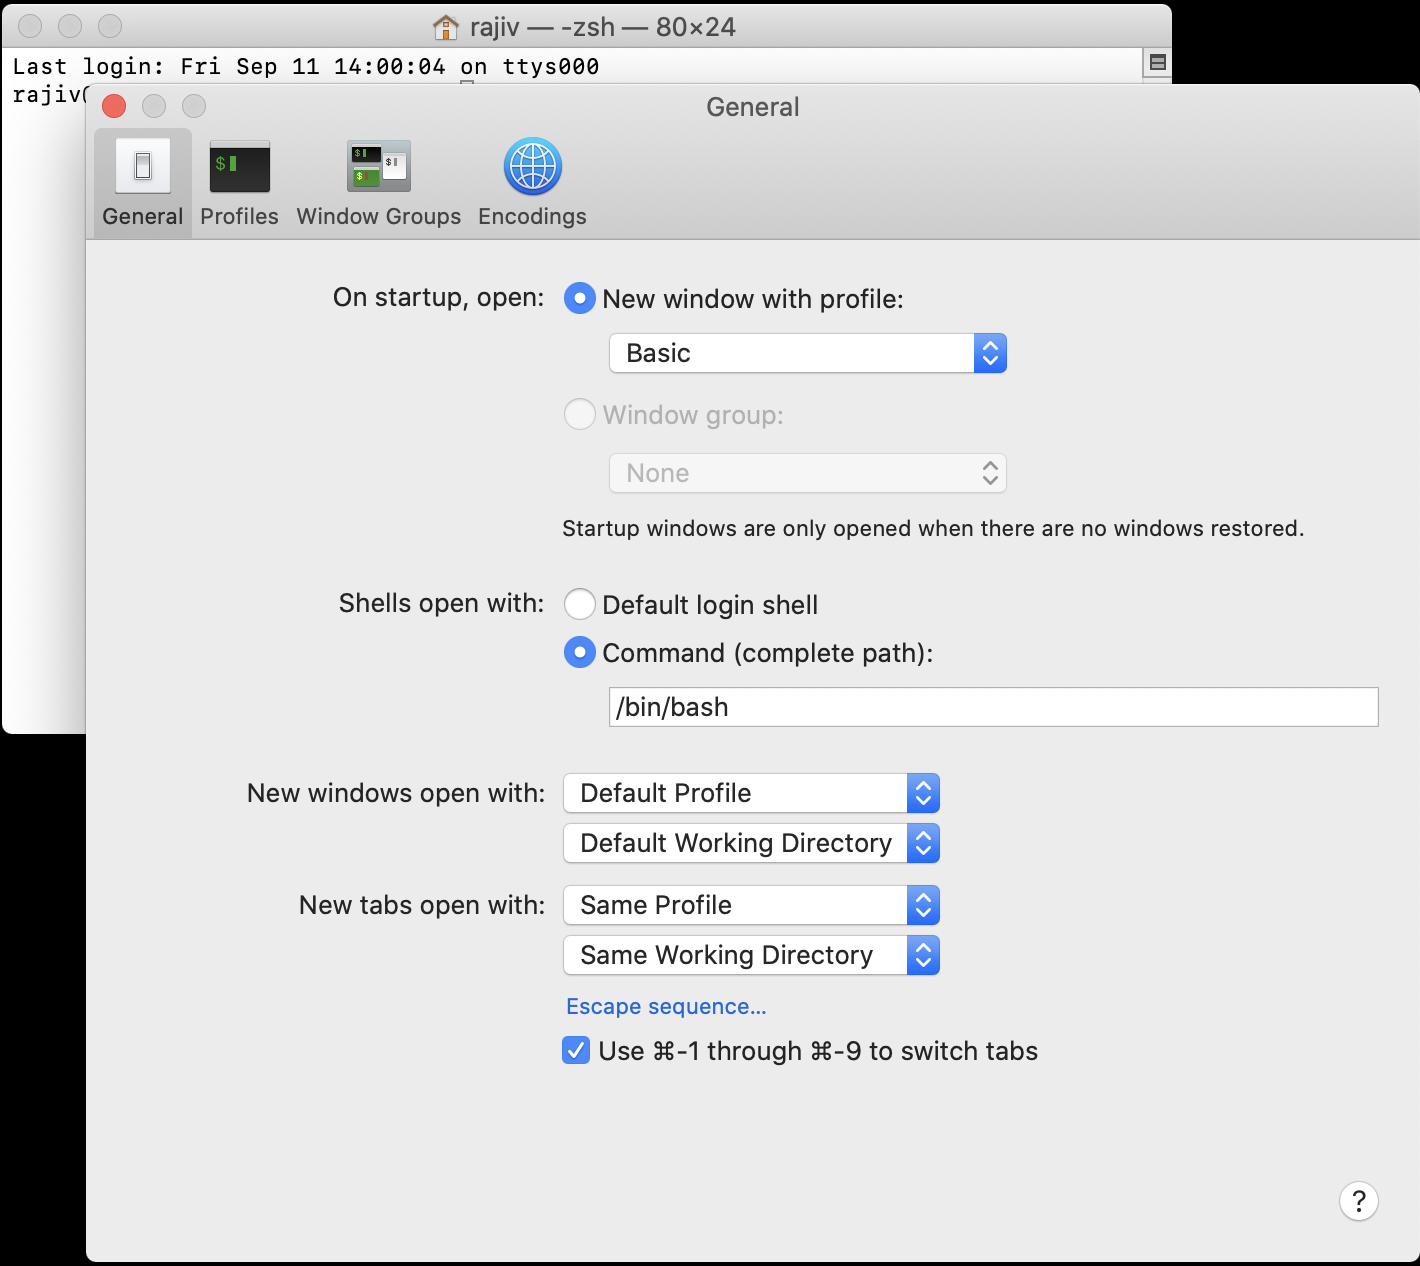 rajiv — -zsh — 80×24
Last login: Fri Sep 11 14:00:04 on ttys000
rajiv
General
General Profiles Window Groups Encodings
On startup, open: New window with profile:
Basic
Window group:
None
Startup windows are only opened when there are no windows restored.
Shells open with: Default login shell
Command (complete path):
/bin/bash
New windows open with: Default Profile
Default Working Directory
New tabs open with: Same Profile
Same Working Directory
Escape sequence...
Use ⌘-1 through ⌘-9 to switch tabs
?